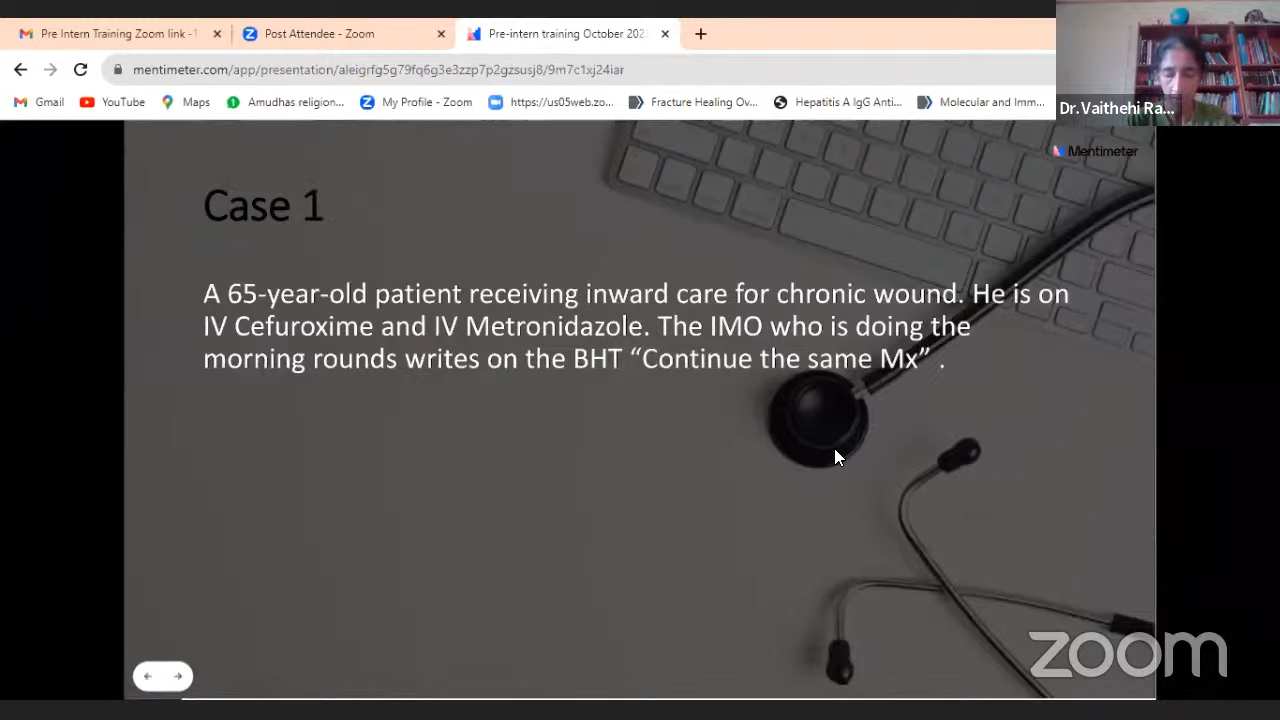 Pre Intern Training Zoom link - 1
Post Attendee - Zoom
Pre-intern training October 202
mentimeter.com/app/presentation/aleigrfg5g79fq6g3e3zzp7p2gzsusj8/9m7c1xj24iar
Gmail
YouTube
Maps
Amudhas religion...
My Profile - Zoom
https://us05web.zo...
Fracture Healing Ov...
Hepatitis A IgG Anti...
Molecular and Imm...
Dr.Vaithehi Ra...
Mentimeter
Case 1
A 65-year-old patient receiving inward care for chronic wound. He is on
IV Cefuroxime and IV Metronidazole. The IMO who is doing the
morning rounds writes on the BHT “Continue the same Mx” .
zoom